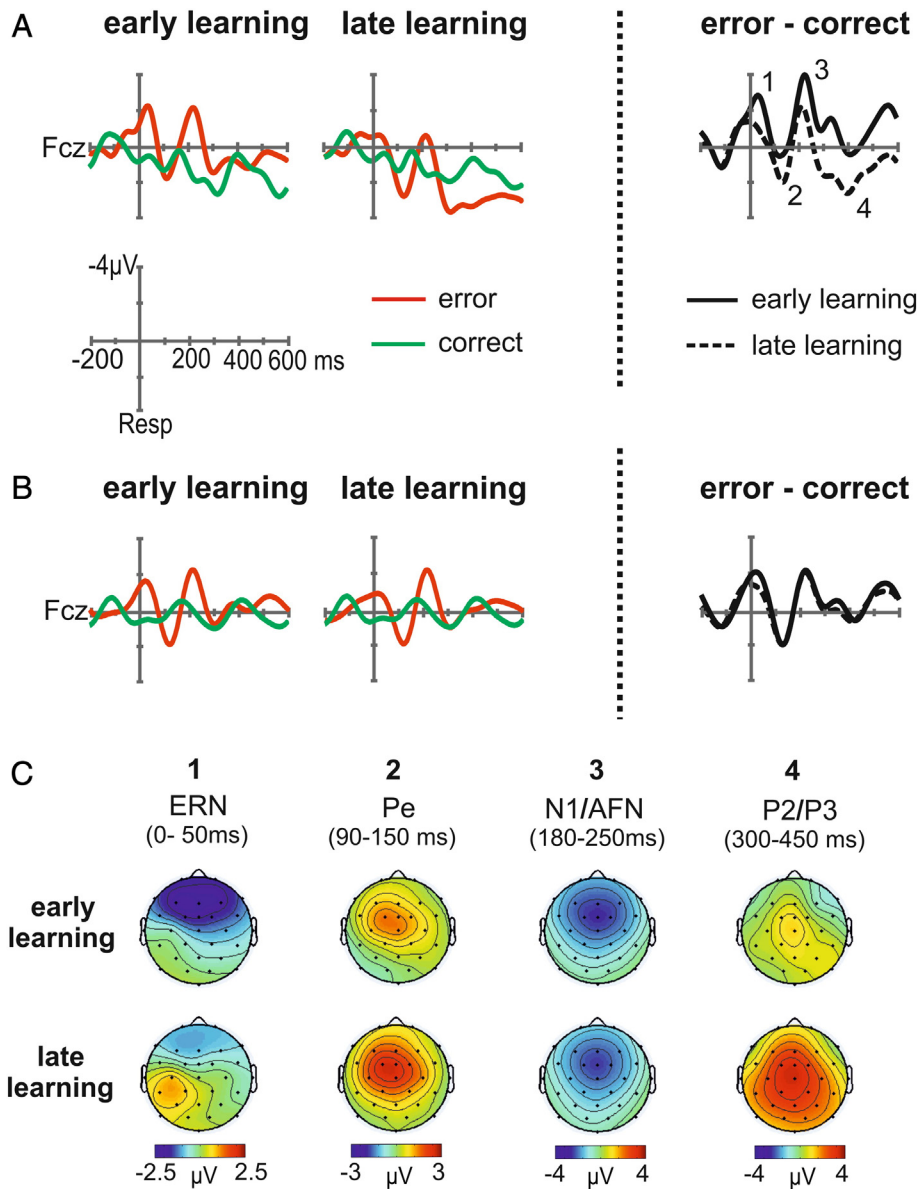 A
early learning
late learning
error - correct
Fcz
1
3
2
4
-4µV
-200
200
400
600 ms
Resp
error
correct
early learning
late learning
B
early learning
late learning
error - correct
Fcz
C
1
2
3
4
ERN
Pe
N1/AFN
P2/P3
(0- 50ms)
(90-150 ms)
(180-250ms)
(300-450 ms)
early
learning
late
learning
-2.5
µV
2.5
-3
µV
3
-4
µV
4
-4
µV
4